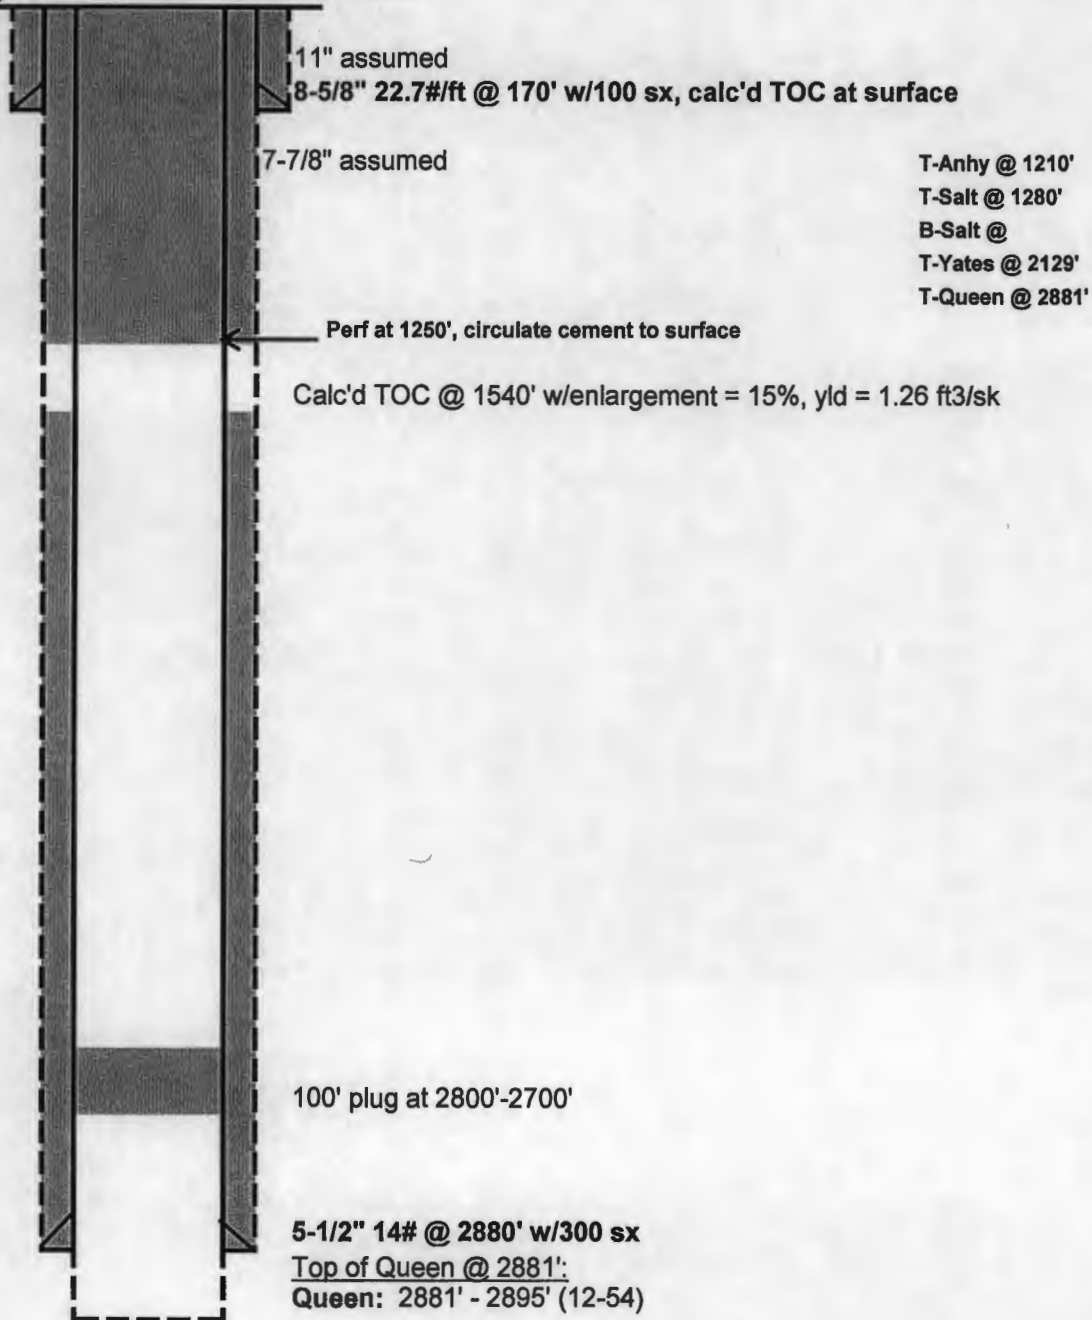 11" assumed
8-5/8" 22.7#/ft @ 170' w/100 sx, calc'd TOC at surface
7-7/8" assumed
T-Anhy @ 1210'
T-Salt @ 1280'
B-Salt @
T-Yates @ 2129'
T-Queen @ 2881'
Perf at 1250', circulate cement to surface
Calc'd TOC @ 1540' w/enlargement = 15%, yld = 1.26 ft3/sk
100' plug at 2800'-2700'
5-1/2" 14# @ 2880' w/300 sx
Top of Queen @ 2881':
Queen: 2881' - 2895' (12-54)